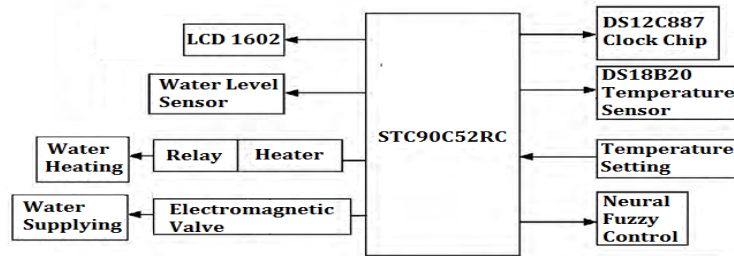 LCD 1602
Water Level
Sensor
Water
Heating
Relay
Heater
Water
Supplying
Electromagnetic
Valve
STC90C52RC
DS12C887
Clock Chip
DS18B20
Temperature
Sensor
Temperature
Setting
Neural
Fuzzy
Control